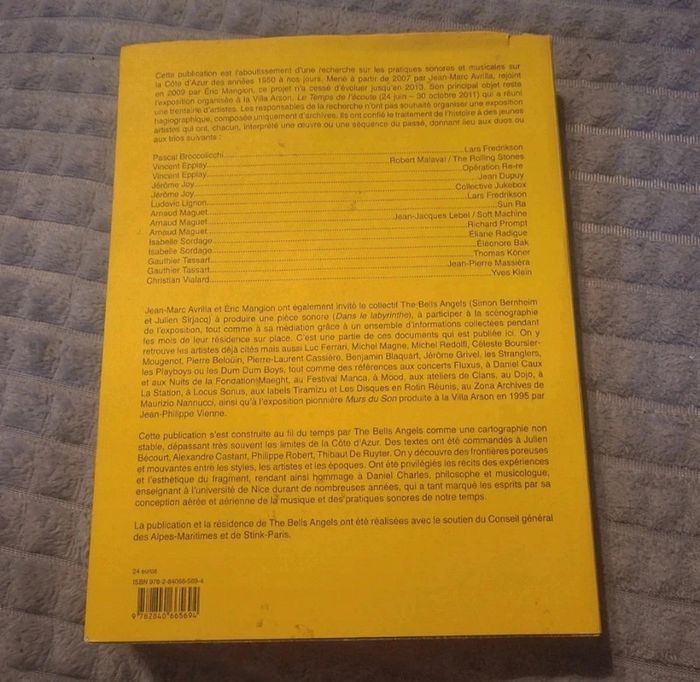 Cette publication est l'aboutissement d'une recherche sur les pratiques sonores et musicales sur
la Côte d'Azur des années 1950 à nos jours. Mené à partir de 2007 par Jean-Marc Avrilla, rejoint
en 2009 par Éric Mangion, ce projet n'a cessé d'évoluer jusqu'en 2013. Son principal objet reste
l'exposition organisée à la Villa Arson, Le Temps de l'écoute (24 juin – 30 octobre 2011) qui a réuni
une trentaine d'artistes. Les responsables de la recherche n'ont pas souhaité organiser une exposition
hagiographique, composée uniquement d'archives. Ils ont confié le traitement de l'histoire à des jeunes
artistes qui ont, chacun, interprété une œuvre ou une séquence du passé, donnant lieu aux duos ou
aux trios suivants :
Pascal Broccolicchi..........Lars Fredrikson
Vincent Epplay..........Robert Malaval / The Rolling Stones
Vincent Epplay..........Opération Re-re
Jérôme Joy..........Jean Dupuy
Jérôme Joy..........Collective Jukebox
Ludovic Lignon..........Lars Fredrikson
Arnaud Maguet..........Sun Ra
Arnaud Maguet..........Jean-Jacques Lebel / Soft Machine
Arnaud Maguet..........Richard Prompt
Isabelle Sordage..........Éliane Radigue
Isabelle Sordage..........Éléonore Bak
Gauthier Tassart..........Thomas Köner
Gauthier Tassart..........Jean-Pierre Massiera
Christian Vialard..........Yves Klein
Jean-Marc Avrilla et Éric Mangion ont également invité le collectif The Bells Angels (Simon Bernheim
et Julien Sirjacq) à produire une pièce sonore (Dans le labyrinthe), à participer à la scénographie
de l'exposition, tout comme à sa médiation grâce à un ensemble d'informations collectées pendant
les mois de leur résidence sur place. C'est une partie de ces documents qui est publiée ici. On y
retrouve les artistes déjà cités mais aussi Luc Ferrari, Michel Magne, Michel Redolfi, Céleste Boursier-
Mougenot, Pierre Belouïn, Pierre-Laurent Cassière, Benjamin Blaquart, Jérôme Grivel, les Stranglers,
les Playboys ou les Dum Dum Boys, tout comme des références aux concerts Fluxus, à Daniel Caux
et aux Nuits de la Fondation Maeght, au Festival Manca, à Mood, aux ateliers de Clans, au Dojo, à
La Station, à Locus Sonus, aux labels Tiramizu et Les Disques en Rotin Réunis, au Zona Archives de
Maurizio Nannucci, ainsi qu'à l'exposition pionnière Murs du Son produite à la Villa Arson en 1995 par
Jean-Philippe Vienne.
Cette publication s'est construite au fil du temps par The Bells Angels comme une cartographie non
stable, dépassant très souvent les limites de la Côte d'Azur. Des textes ont été commandés à Julien
Bécourt, Alexandre Castant, Philippe Robert, Thibaut De Ruyter. On y découvre des frontières poreuses
et mouvantes entre les styles, les artistes et les époques. Ont été privilégiés les récits des expériences
et l'esthétique du fragment, rendant ainsi hommage à Daniel Charles, philosophe et musicologue,
enseignant à l'université de Nice durant de nombreuses années, qui a tant marqué les esprits par sa
conception aérée et aérienne de la musique et des pratiques sonores de notre temps.
La publication et la résidence de The Bells Angels ont été réalisées avec le soutien du Conseil général
des Alpes-Maritimes et de Stink-Paris.
24 euros
ISBN 978-2-84066-569-4
9 782840 665694